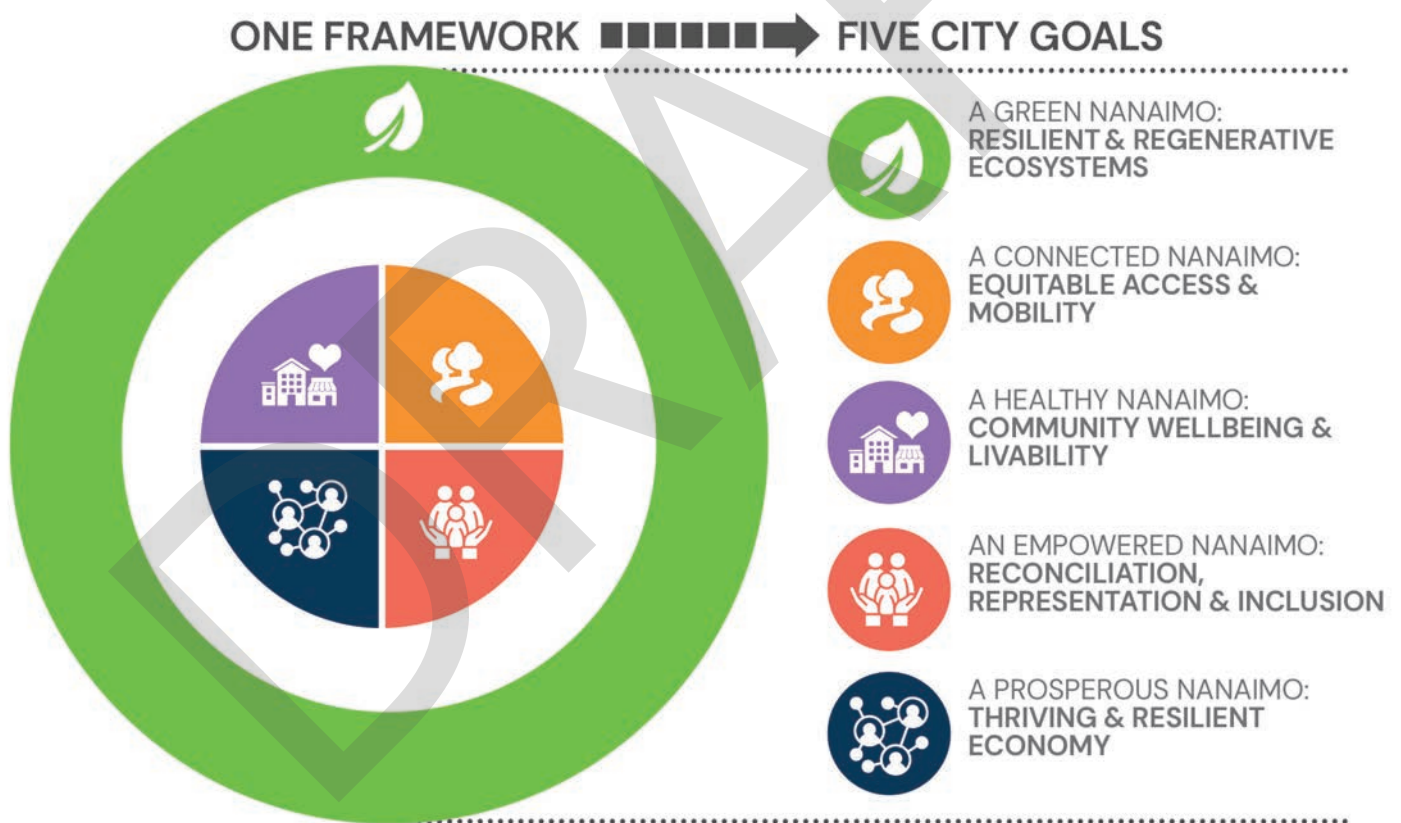 ONE FRAMEWORK FIVE CITY GOALS
A GREEN NANAIMO:
RESILIENT & REGENERATIVE
ECOSYSTEMS
A CONNECTED NANAIMO:
EQUITABLE ACCESS &
MOBILITY
A HEALTHY NANAIMO:
COMMUNITY WELLBEING &
LIVABILITY
AN EMPOWERED NANAIMO:
RECONCILIATION,
REPRESENTATION & INCLUSION
A PROSPEROUS NANAIMO:
THRIVING & RESILIENT
ECONOMY
DRA